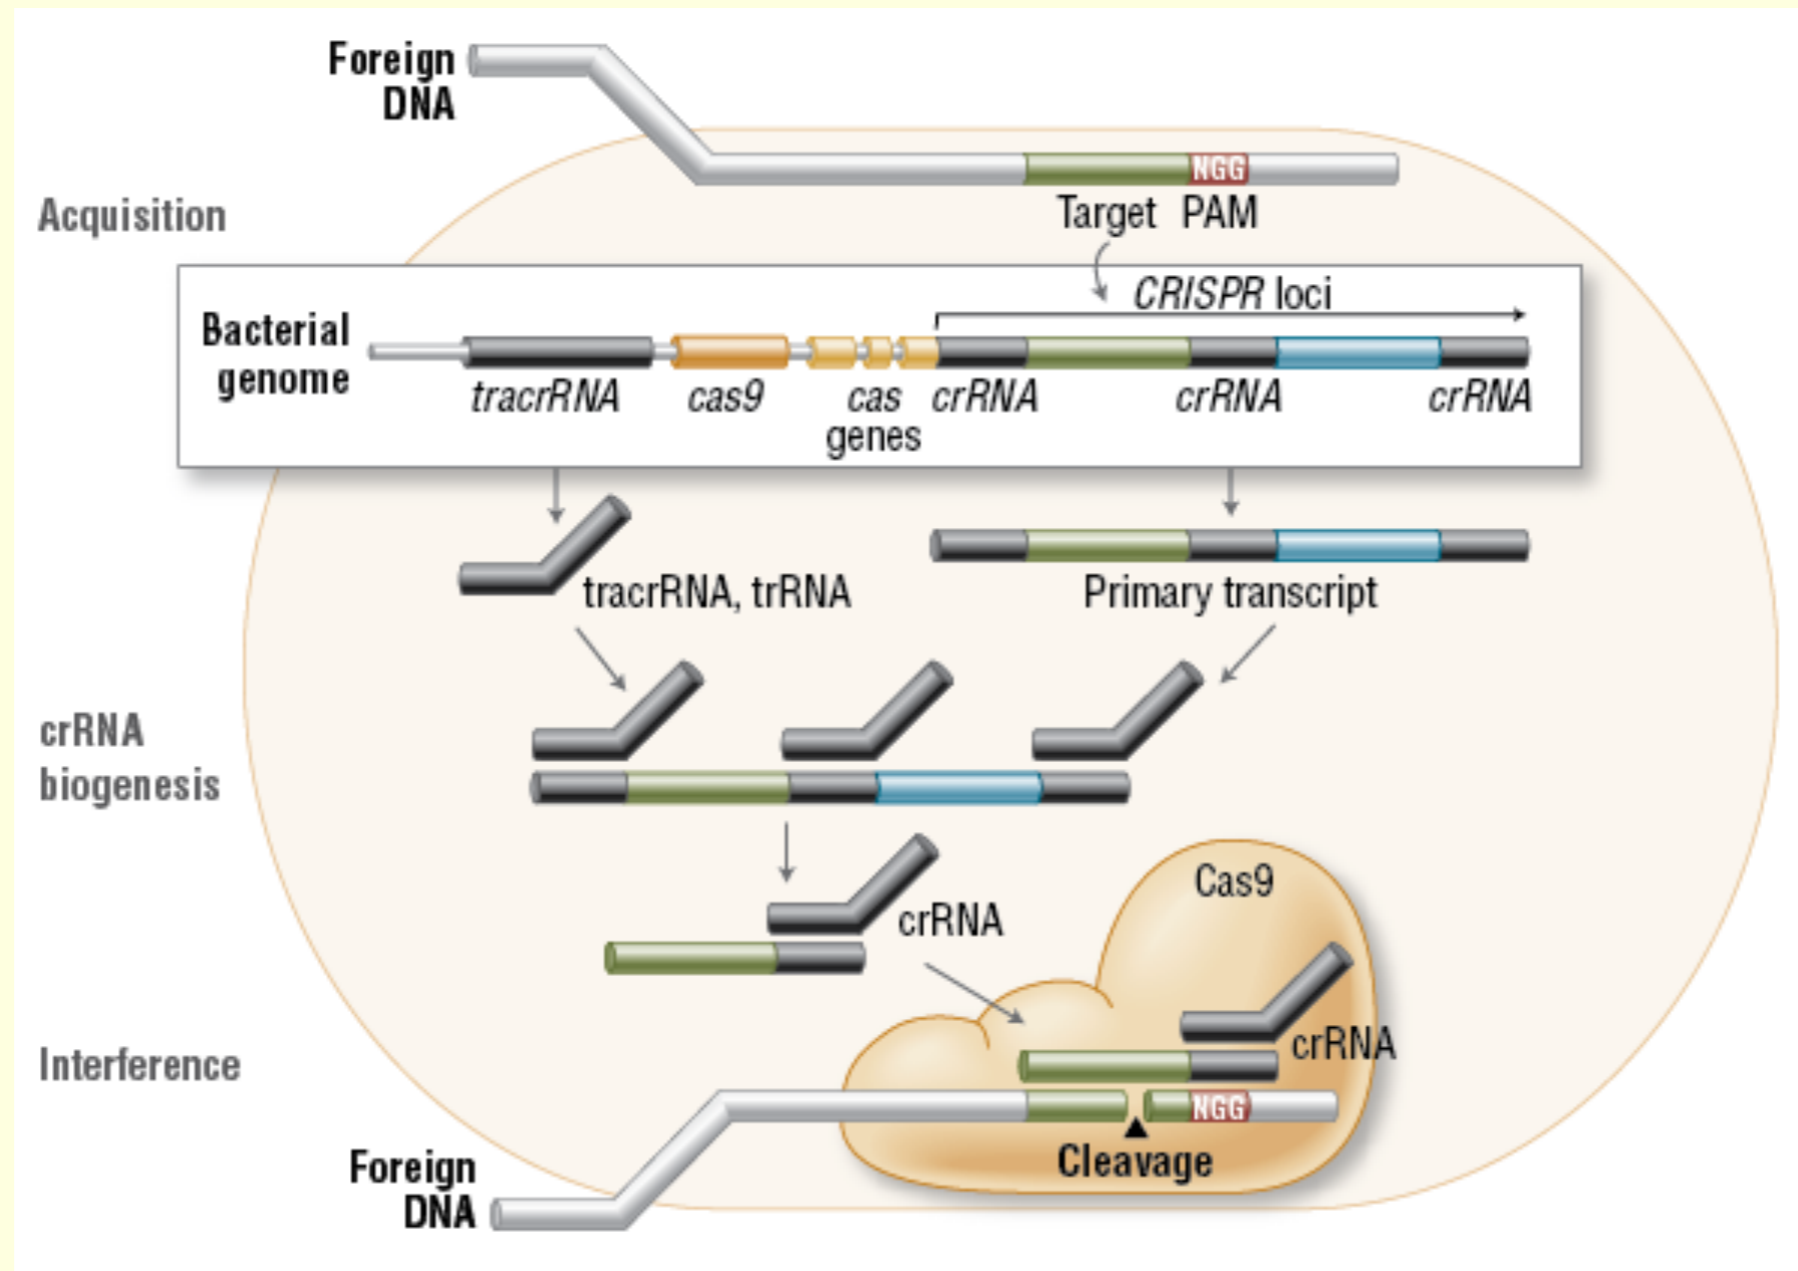 Foreign
DNA
NGG
Target PAM
Acquisition
CRISPR loci
Bacterial
genome
tracrRNA cas9 cas crRNA crRNA crRNA
genes
tracrRNA, trRNA
Primary transcript
crRNA
biogenesis
Cas9
crRNA
crRNA
Interference
NGG
Cleavage
Foreign
DNA